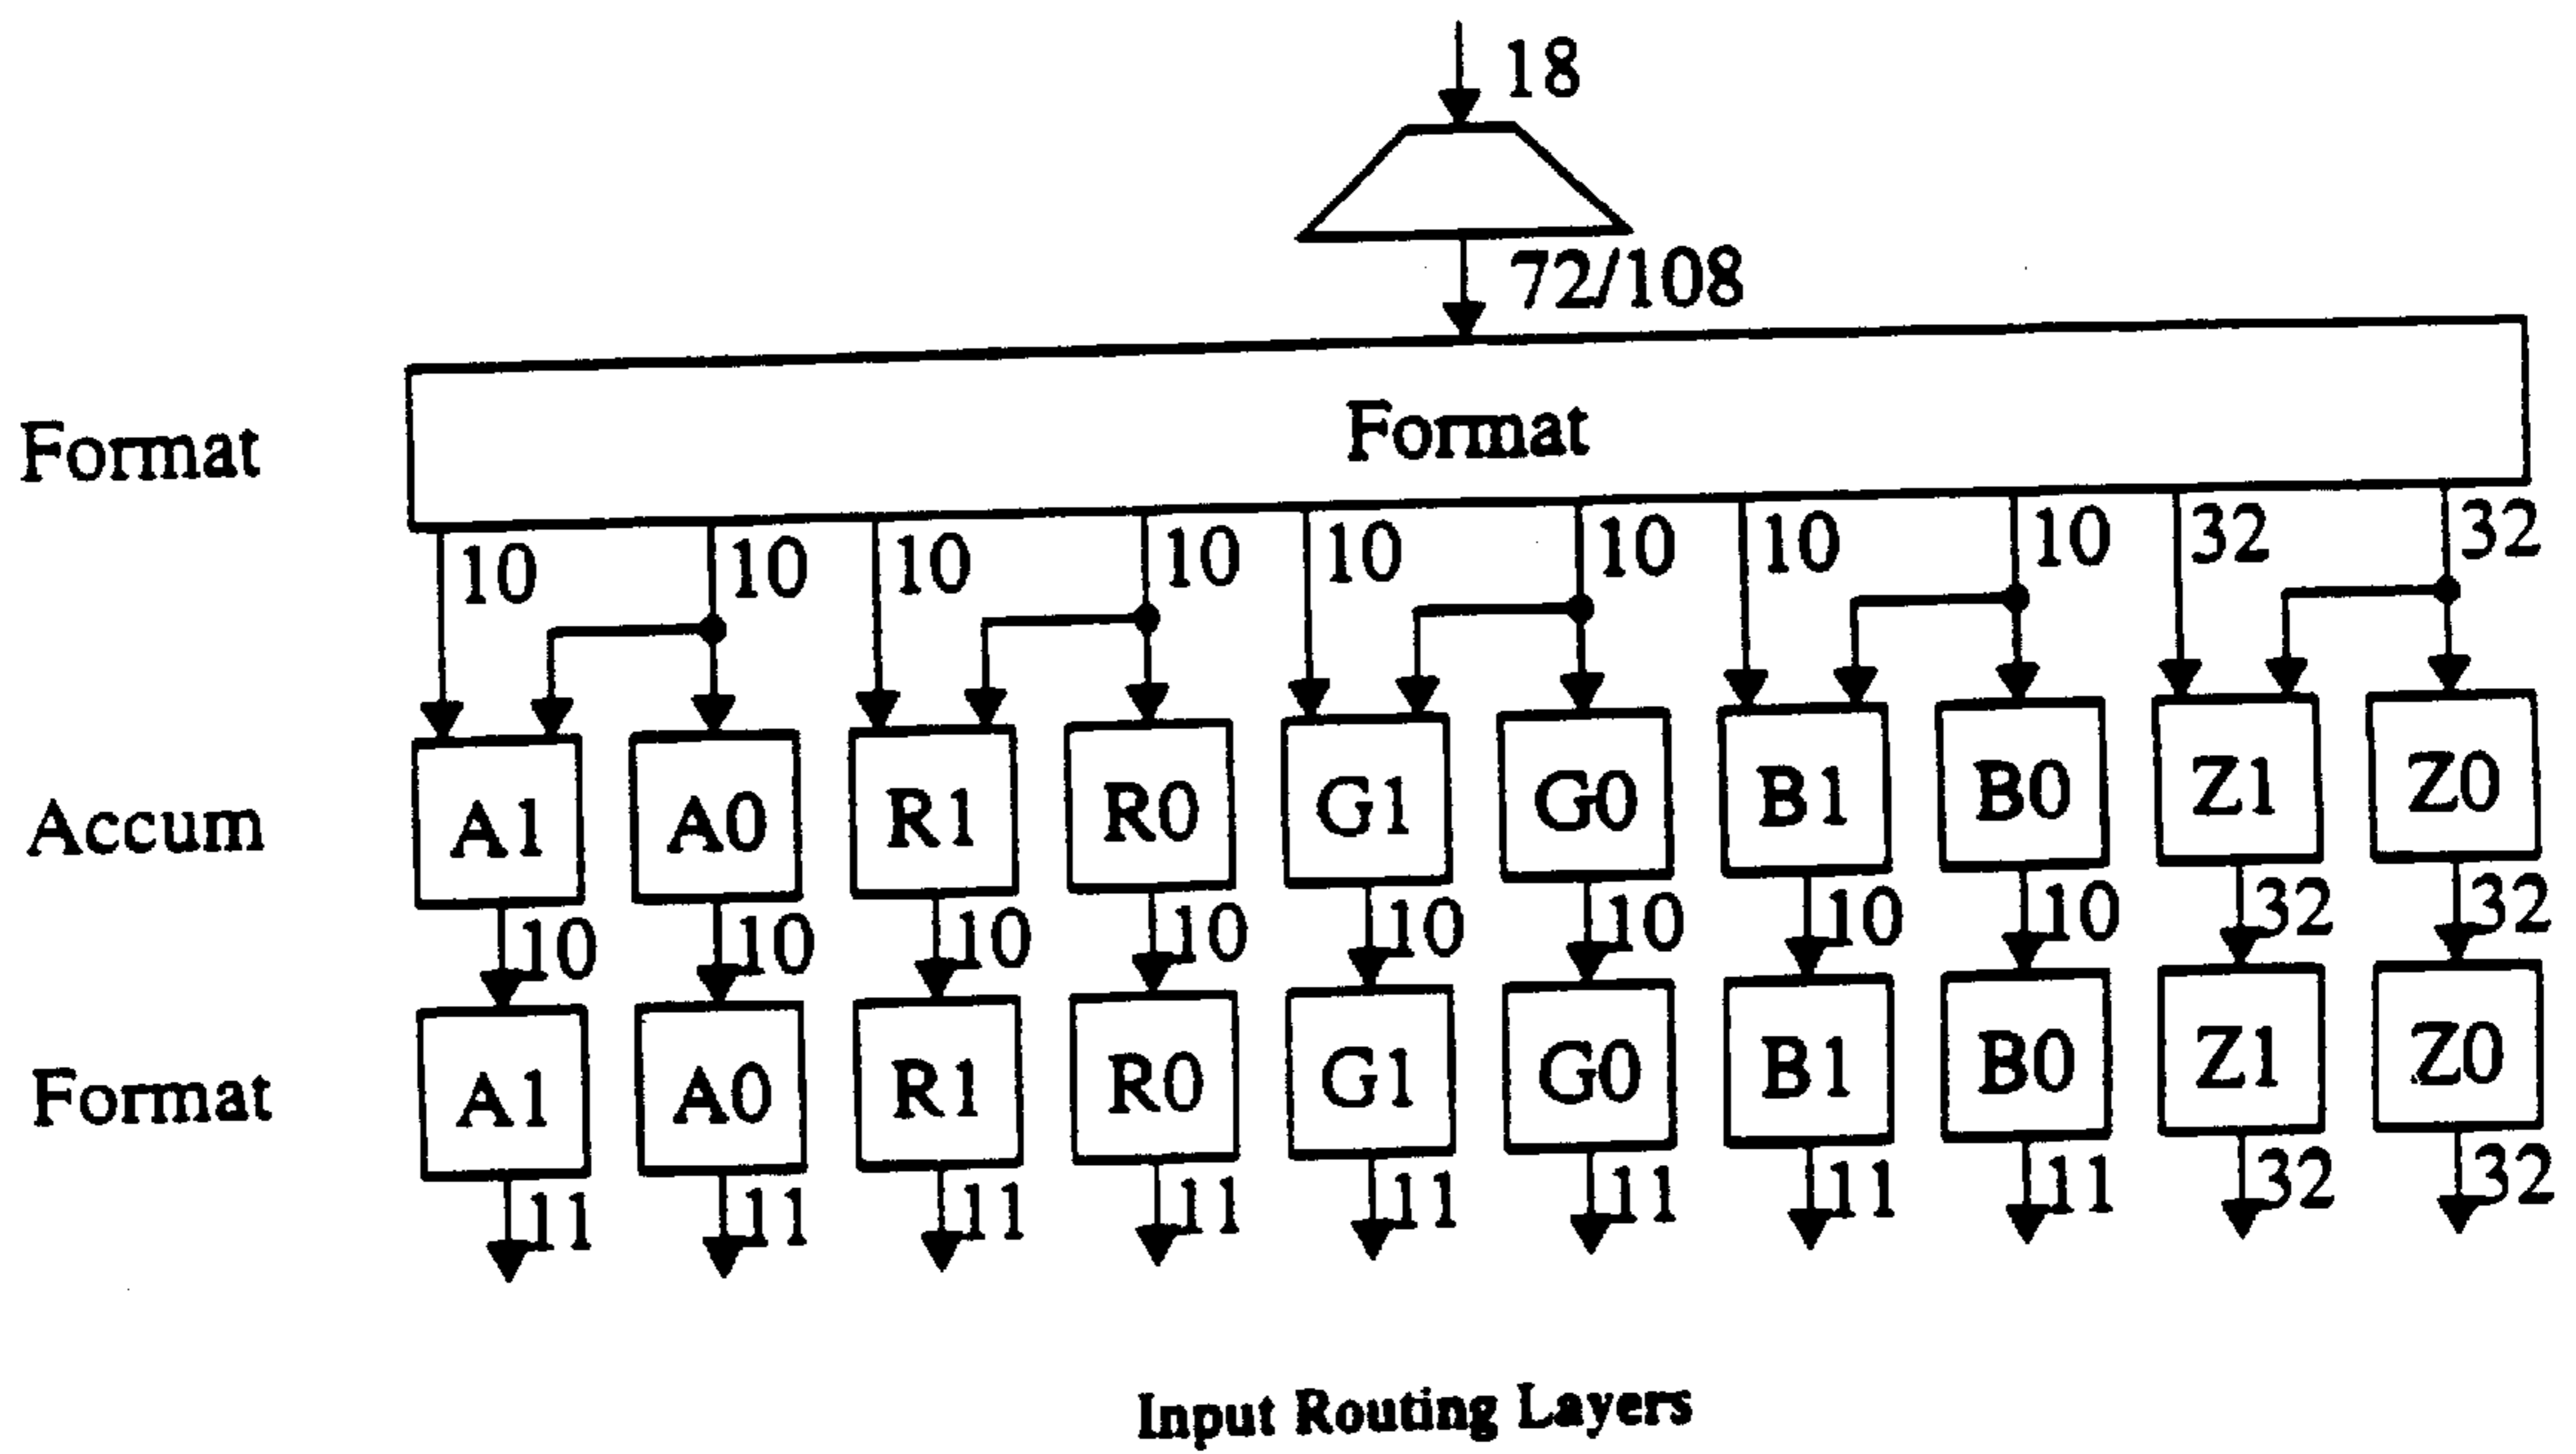 18
72/108
Format Format
10 10 10 10 10 10 10 10 32 32
Accum A1 A0 R1 R0 G1 G0 B1 B0 Z1 Z0
10 10 10 10 10 10 10 10 32 32
Format A1 A0 R1 R0 G1 G0 B1 B0 Z1 Z0
11 11 11 11 11 11 11 11 32 32
Input Routing Layers